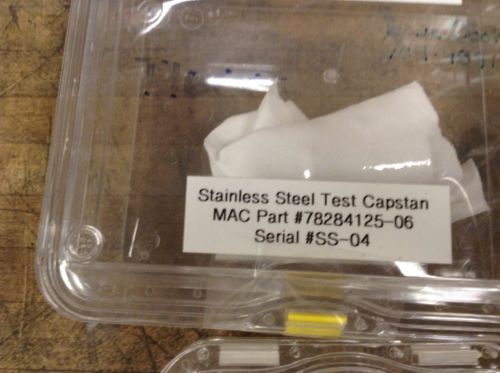 Stainless Steel Test Capstan
MAC Part #78284125-06
Serial #SS-04